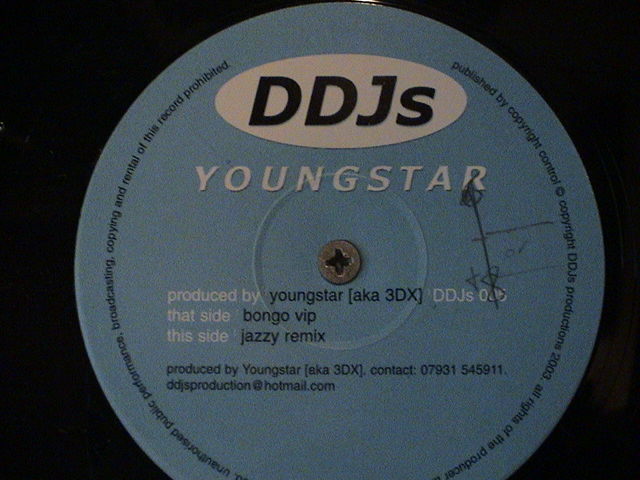 DDJs
YOUNGSTAR
produced by youngstar [aka 3DX] DDJs
that side bongo vip
this side jazzy remix
produced by Youngstar [aka 3DX], contact: 07931 545911.
ddjsproduction@hotmail.com
unauthorised public performance, broadcasting, copying and rental of this record prohibited.
published by copyright control © copyright DDJs productions 2003 all rights of the producer